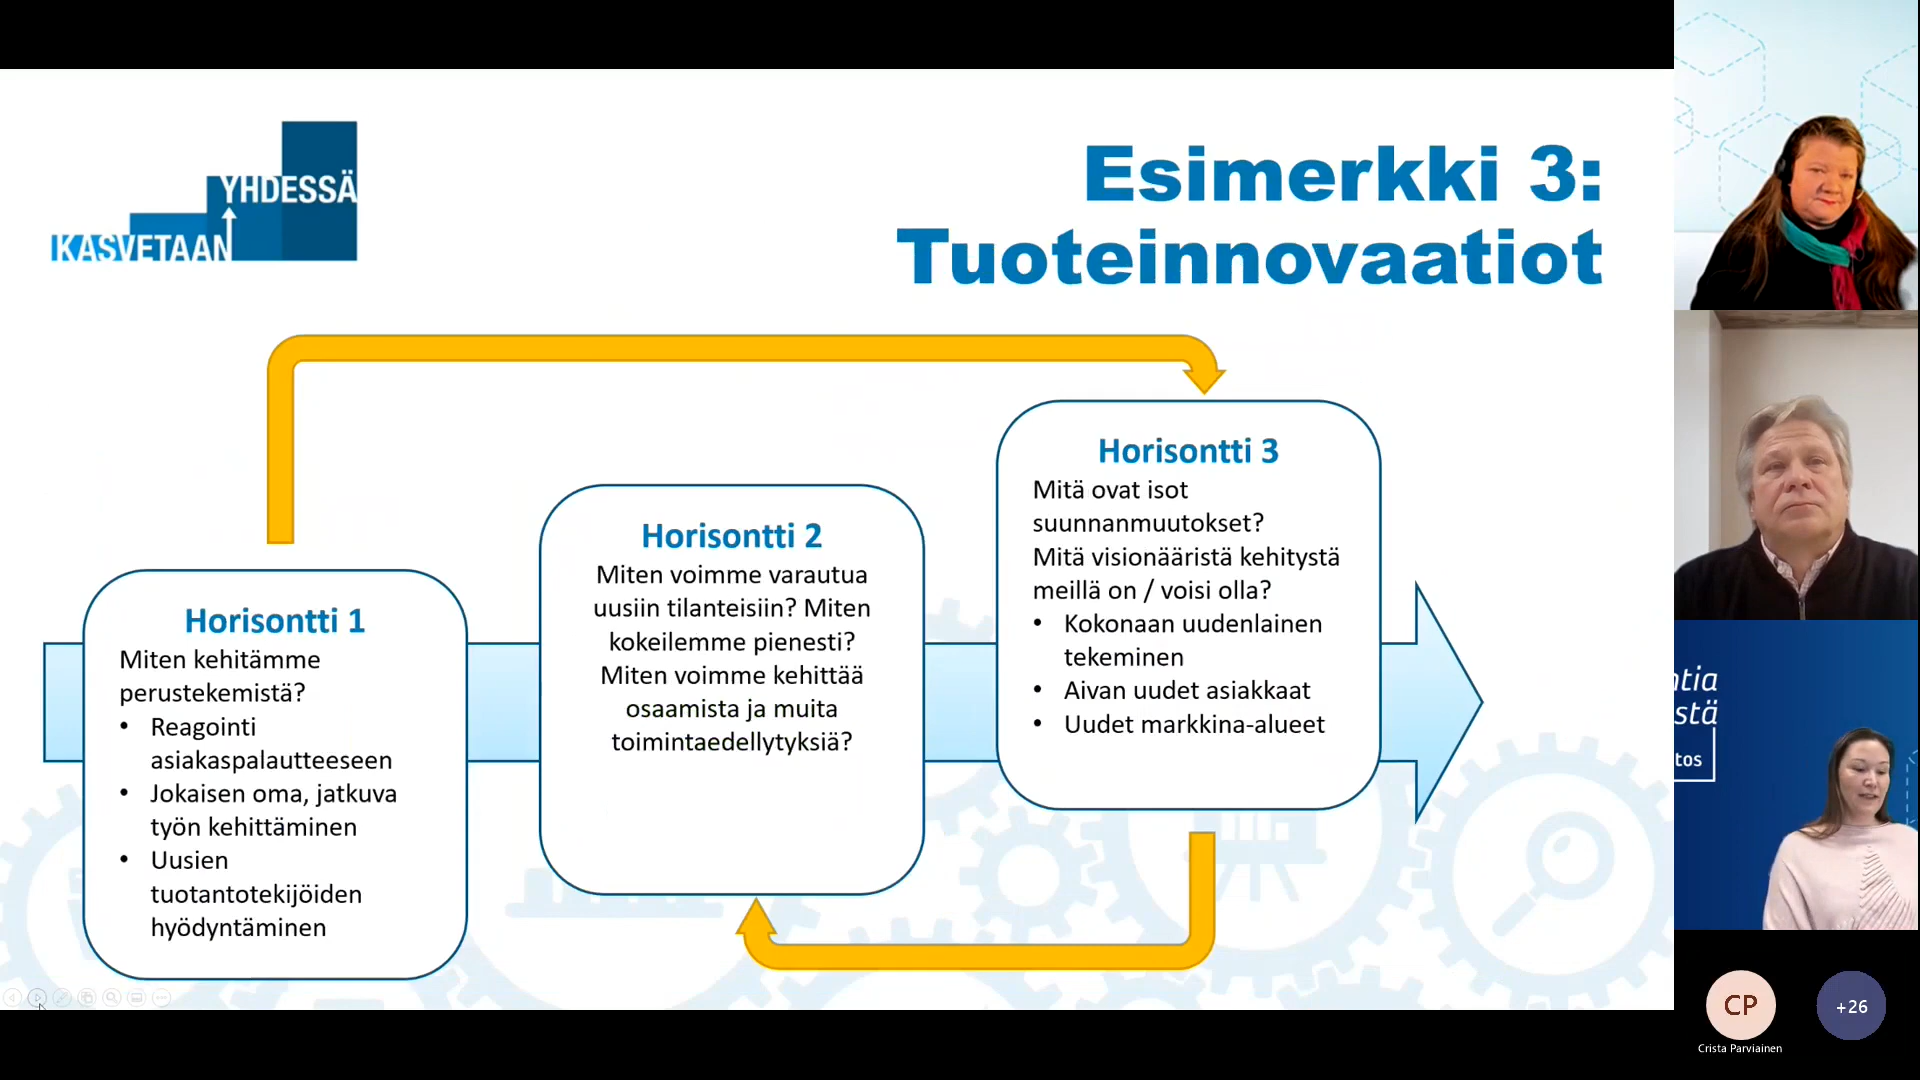 YHDESSÄ
KASVETAAN
Esimerkki 3:
Tuoteinnovaatiot
Horisontti 1
Miten kehitämme
perustekemistä?
• Reagointi
asiakaspalautteeseen
• Jokaisen oma, jatkuva
työn kehittäminen
• Uusien
tuotantotekijöiden
hyödyntäminen
Horisontti 2
Miten voimme varautua
uusiin tilanteisiin? Miten
kokeilemme pienesti?
Miten voimme kehittää
osaamista ja muita
toimintaedellytyksiä?
Horisontti 3
Mitä ovat isot
suunnanmuutokset?
Mitä visionääristä kehitystä
meillä on / voisi olla?
• Kokonaan uudenlainen
tekeminen
• Aivan uudet asiakkaat
• Uudet markkina-alueet
ntia
stä
tos
CP
+26
Crista Parviainen